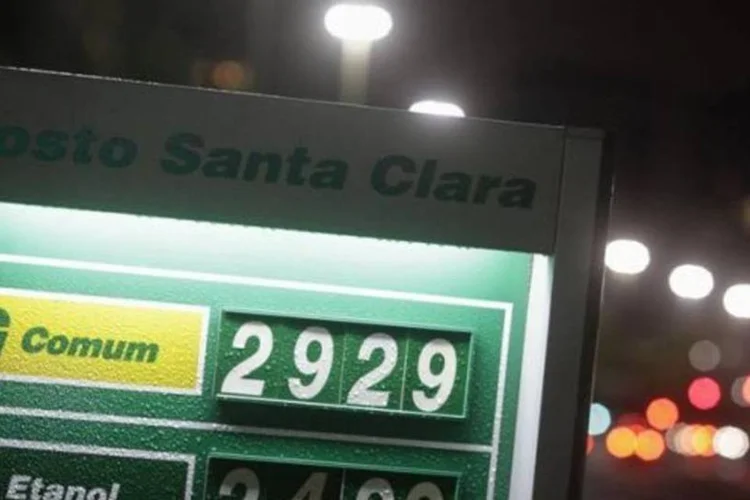 osto Santa Clara
G Comum 2929
Etanol